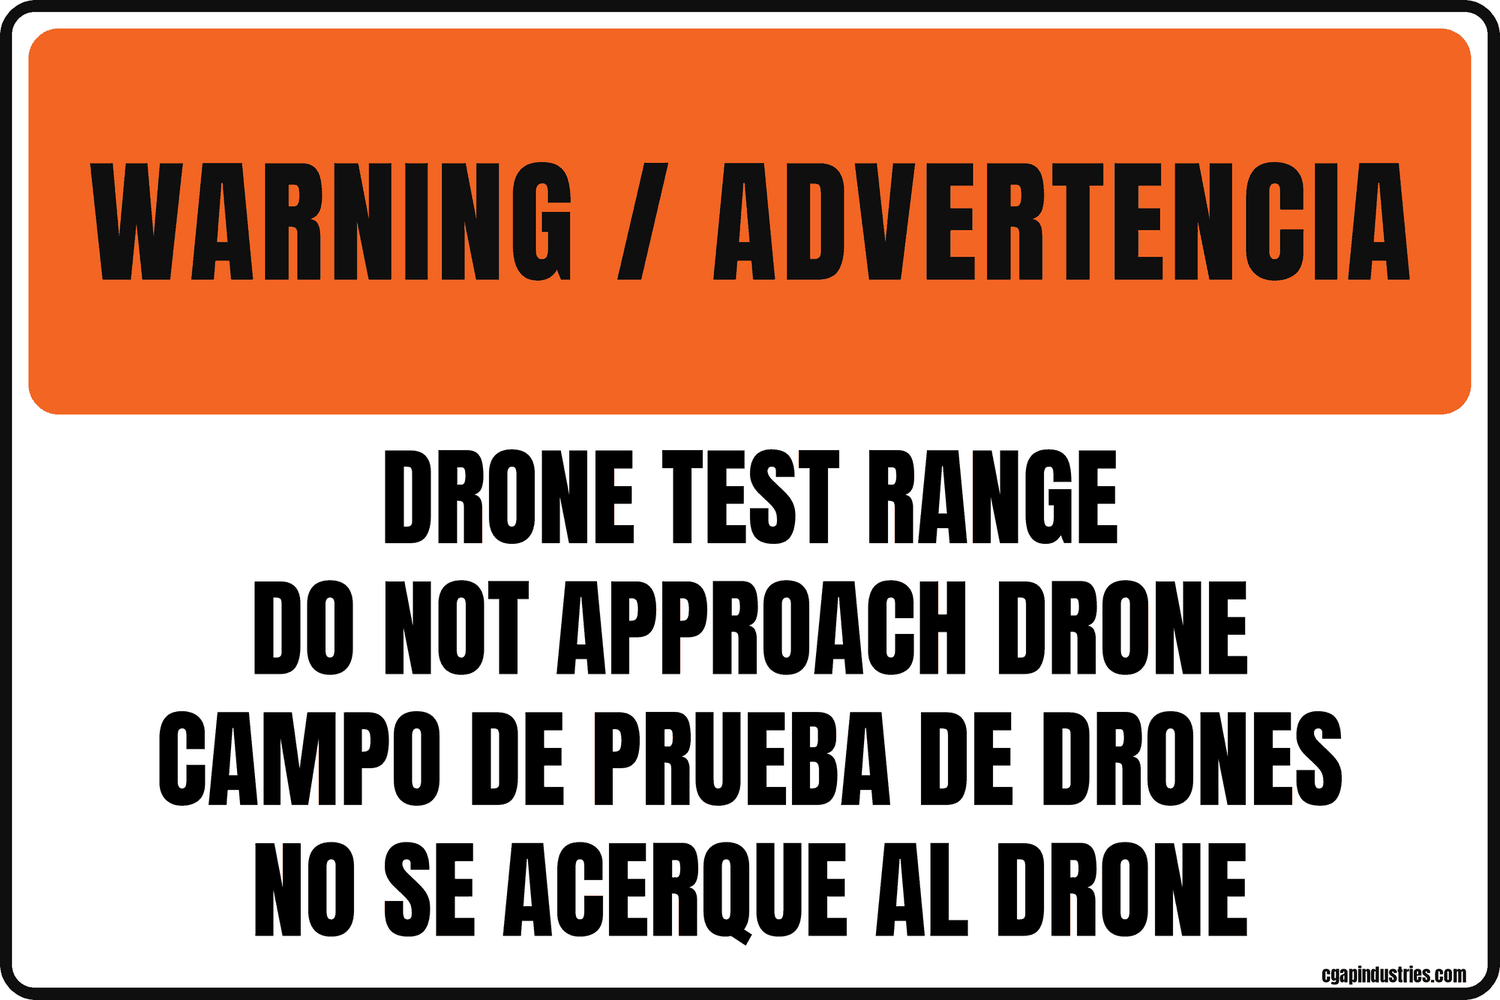 WARNING / ADVERTENCIA
DRONE TEST RANGE
DO NOT APPROACH DRONE
CAMPO DE PRUEBA DE DRONES
NO SE ACERQUE AL DRONE
cgapindustries.com